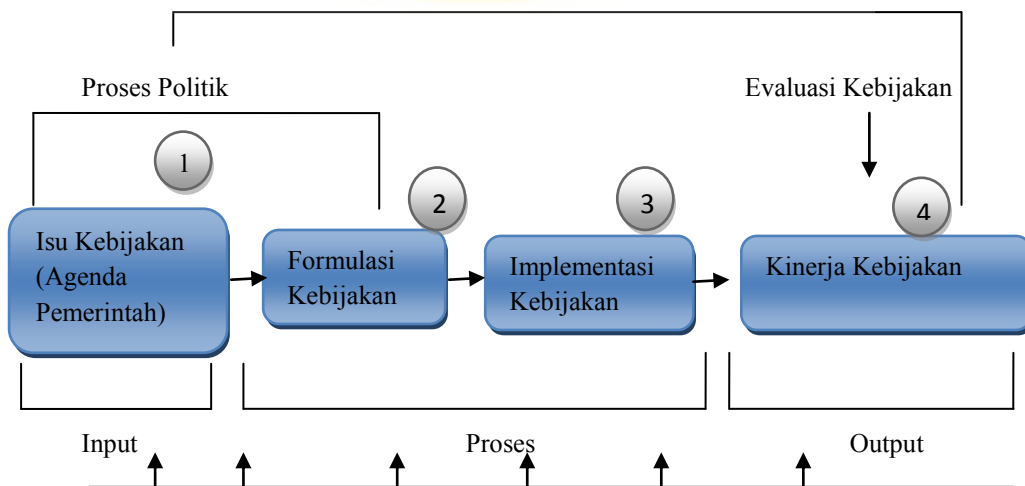 Proses Politik
Evaluasi Kebijakan
1
2
3
4
Isu Kebijakan
(Agenda
Pemerintah)
Formulasi
Kebijakan
Implementasi
Kebijakan
Kinerja Kebijakan
Input
Proses
Output